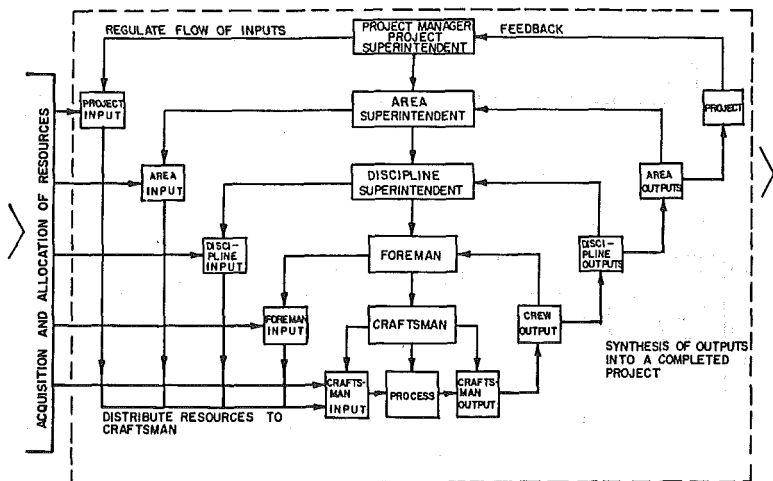 REGULATE FLOW OF INPUTS
PROJECT MANAGER
PROJECT
SUPERINTENDENT
FEEDBACK
ACQUISITION AND ALLOCATION OF RESOURCES
PROJECT
INPUT
AREA
SUPERINTENDENT
PROJECT
AREA
INPUT
DISCIPLINE
SUPERINTENDENT
AREA
OUTPUTS
DISCI-
PLINE
INPUT
FOREMAN
DISCI-
PLINE
OUTPUTS
FOREMAN
INPUT
CRAFTSMAN
CREW
OUTPUT
SYNTHESIS OF OUTPUTS
INTO A COMPLETED
PROJECT
CRAFTS-
MAN
INPUT
PROCESS
CRAFTS-
MAN
OUTPUT
DISTRIBUTE RESOURCES TO
CRAFTSMAN